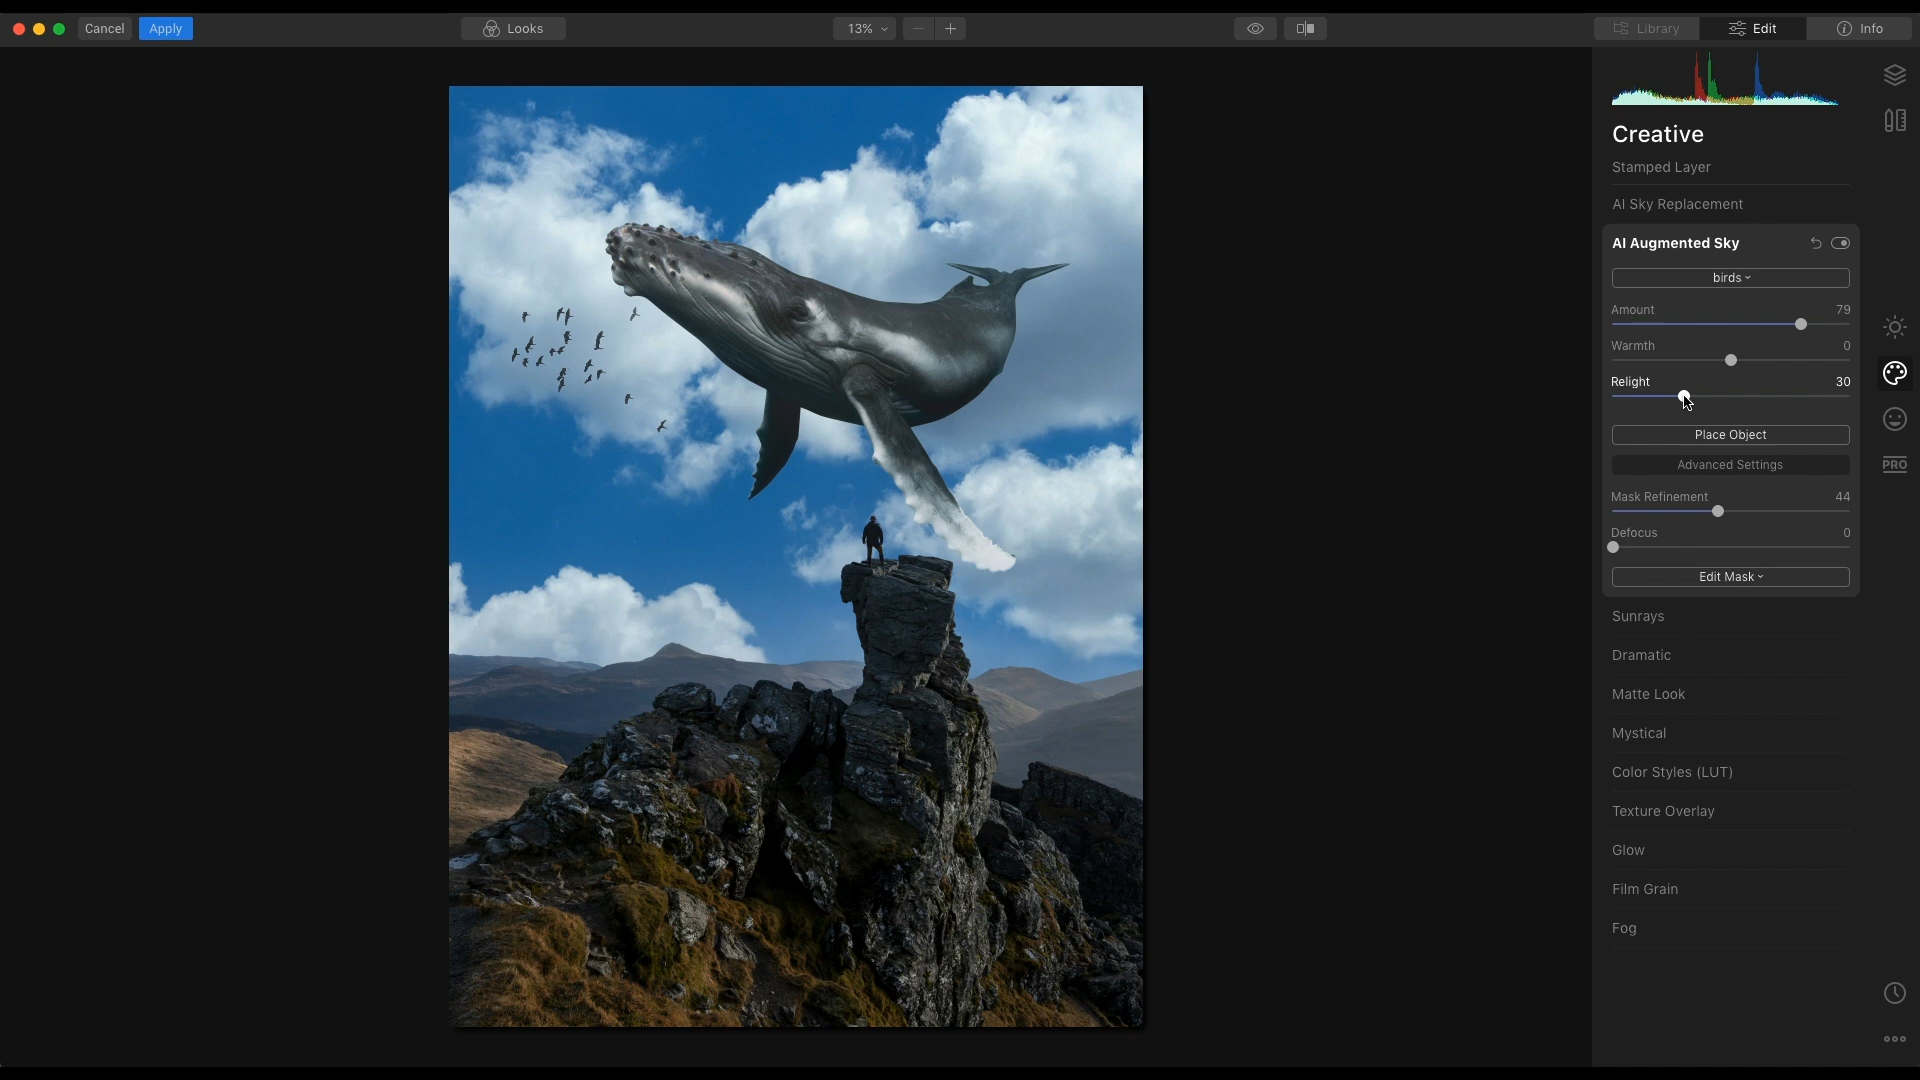 Cancel
Apply
Looks
13%
Library
Edit
Info
Creative
Stamped Layer
AI Sky Replacement
AI Augmented Sky
birds
Amount 79
Warmth 0
Relight 30
Place Object
Advanced Settings
Mask Refinement 44
Defocus 0
Edit Mask
Sunrays
Dramatic
Matte Look
Mystical
Color Styles (LUT)
Texture Overlay
Glow
Film Grain
Fog
PRO